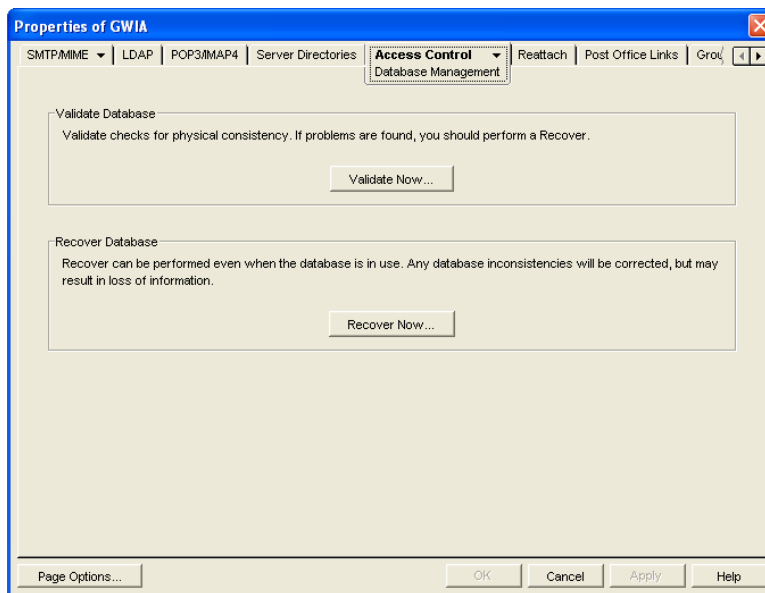 Properties of GWIA
SMTP/MIME LDAP POP3/IMAP4 Server Directories Access Control Reattach Post Office Links Grou
Database Management
Validate Database
Validate checks for physical consistency. If problems are found, you should perform a Recover.
Validate Now...
Recover Database
Recover can be performed even when the database is in use. Any database inconsistencies will be corrected, but may
result in loss of information.
Recover Now...
Page Options... OK Cancel Apply Help